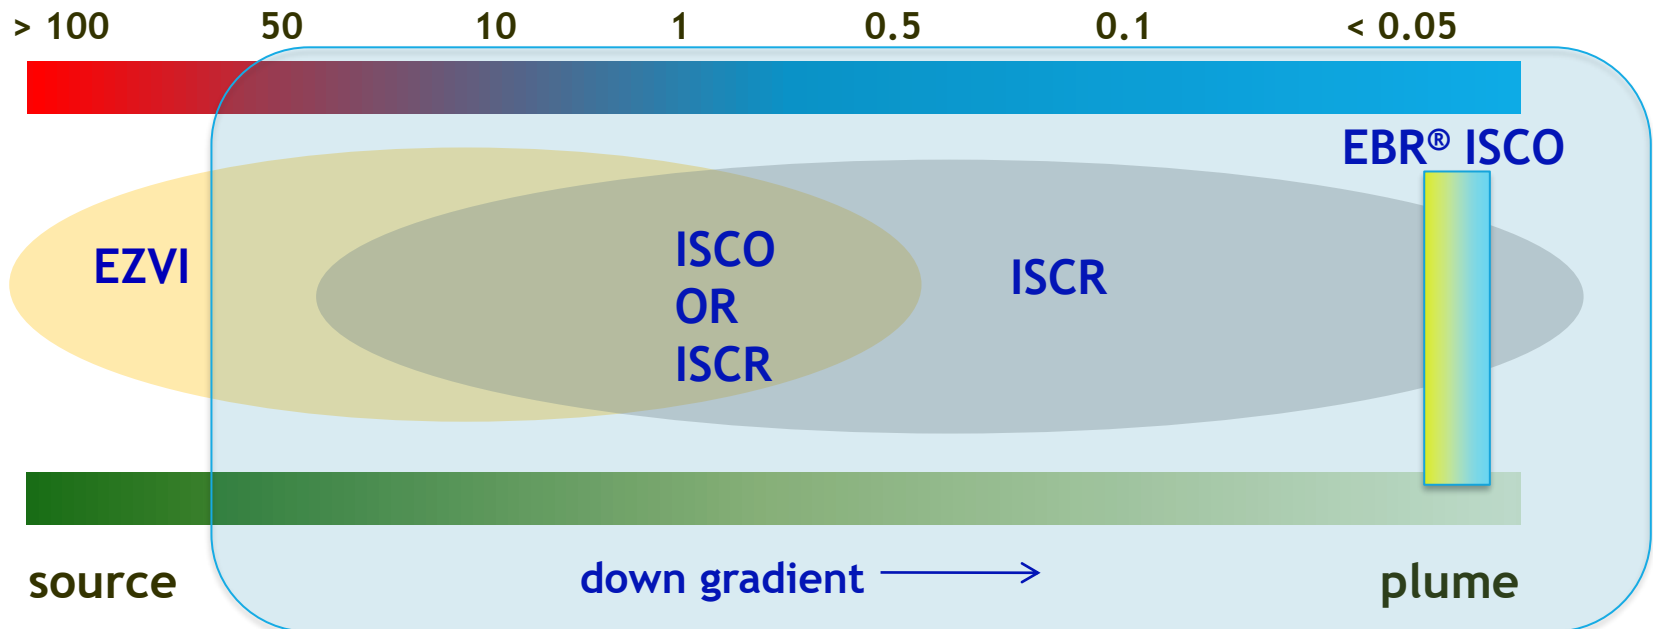 > 100 50 10 1 0.5 0.1 < 0.05
EBR® ISCO
EZVI
ISCO
OR
ISCR
ISCR
source
down gradient
plume